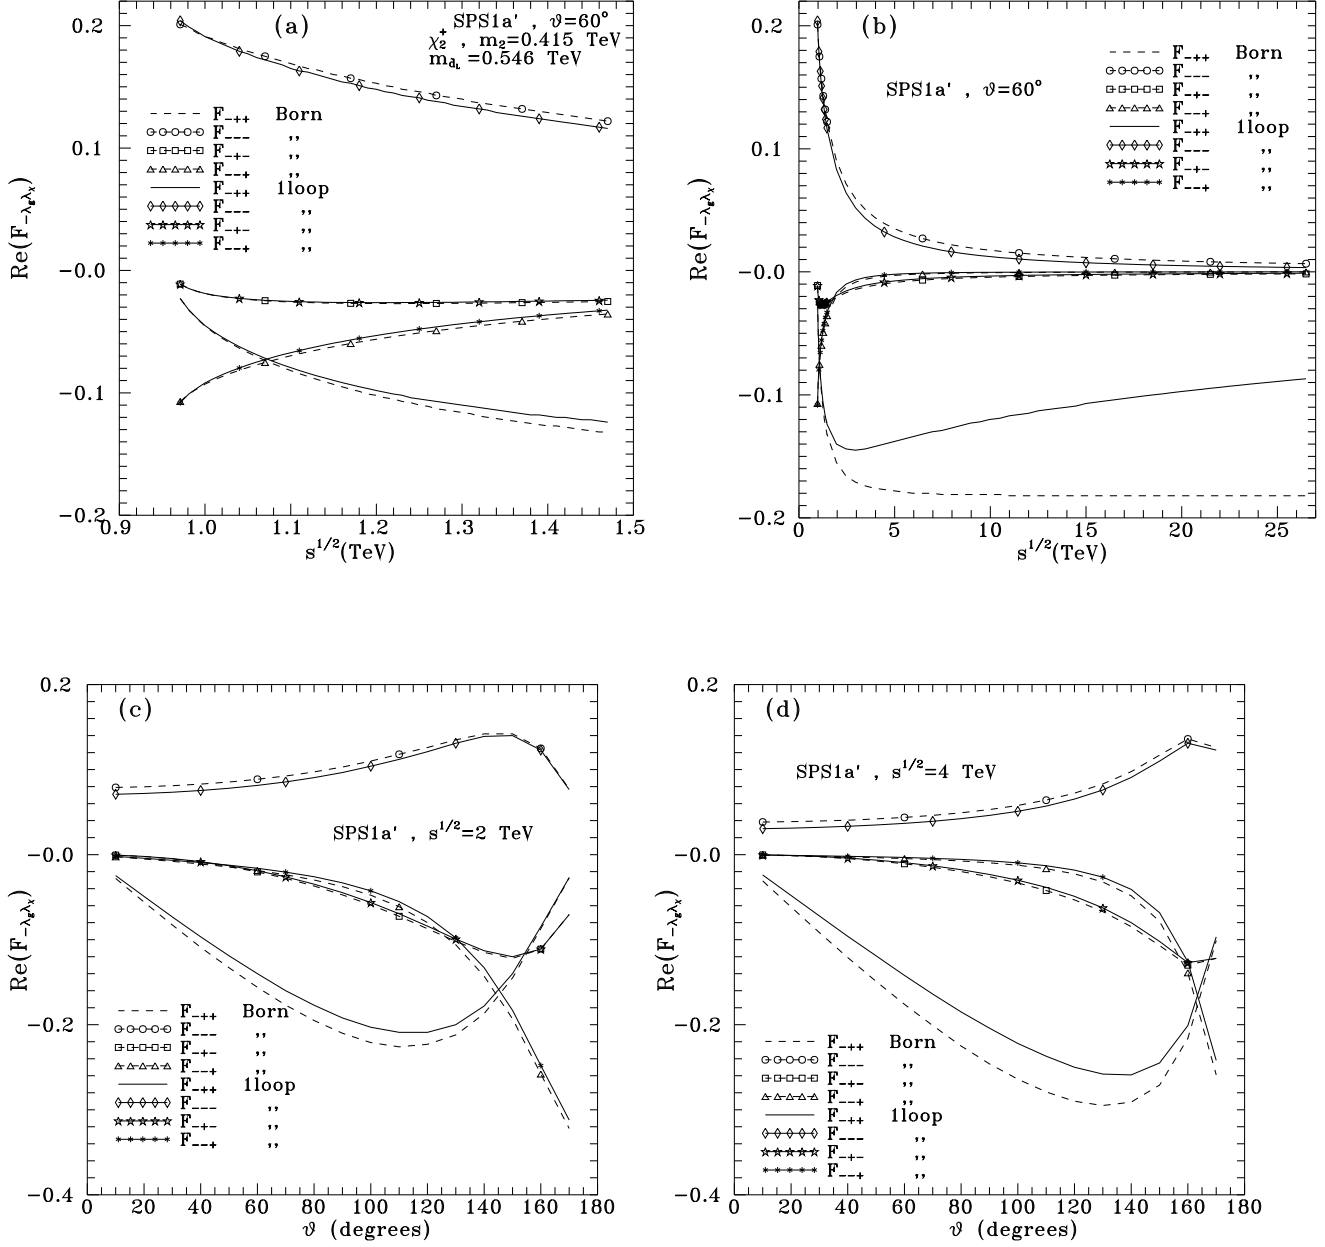 (a)
SPS1a' , ϑ=60°
χ₂⁺ , m₂=0.415 TeV
m_d̃L =0.546 TeV
F₋₊₊ Born
F₋₋₋ ,,
F₋₊₋ ,,
F₋₋₊ ,,
F₋₊₊ 1loop
F₋₋₋ ,,
F₋₊₋ ,,
F₋₋₊ ,,
Re(F₋λgλχ)
0.2
0.1
−0.0
−0.1
−0.2
0.9 1.0 1.1 1.2 1.3 1.4 1.5
s^1/2(TeV)
(b)
SPS1a' , ϑ=60°
F₋₊₊ Born
F₋₋₋ ,,
F₋₊₋ ,,
F₋₋₊ ,,
F₋₊₊ 1loop
F₋₋₋ ,,
F₋₊₋ ,,
F₋₋₊ ,,
Re(F₋λgλχ)
0.2
0.1
−0.0
−0.1
−0.2
0 5 10 15 20 25
s^1/2(TeV)
(c)
SPS1a' , s^1/2=2 TeV
F₋₊₊ Born
F₋₋₋ ,,
F₋₊₋ ,,
F₋₋₊ ,,
F₋₊₊ 1loop
F₋₋₋ ,,
F₋₊₋ ,,
F₋₋₊ ,,
Re(F₋λgλχ)
0.2
−0.0
−0.2
−0.4
0 20 40 60 80 100 120 140 160 180
ϑ (degrees)
(d)
SPS1a' , s^1/2=4 TeV
F₋₊₊ Born
F₋₋₋ ,,
F₋₊₋ ,,
F₋₋₊ ,,
F₋₊₊ 1loop
F₋₋₋ ,,
F₋₊₋ ,,
F₋₋₊ ,,
Re(F₋λgλχ)
0.2
−0.0
−0.2
−0.4
0 20 40 60 80 100 120 140 160 180
ϑ (degrees)